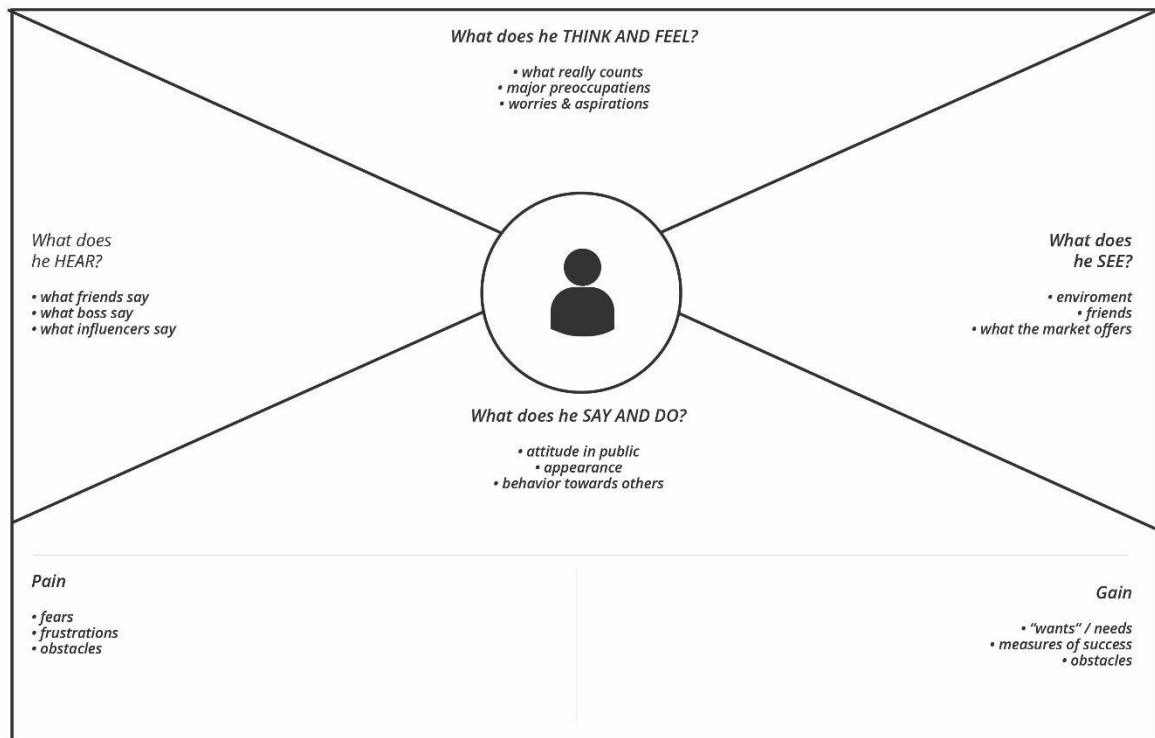 What does he THINK AND FEEL?
• what really counts
• major preoccupatiens
• worries & aspirations
What does
he HEAR?
• what friends say
• what boss say
• what influencers say
What does
he SEE?
• enviroment
• friends
• what the market offers
What does he SAY AND DO?
• attitude in public
• appearance
• behavior towards others
Pain
• fears
• frustrations
• obstacles
Gain
• “wants” / needs
• measures of success
• obstacles